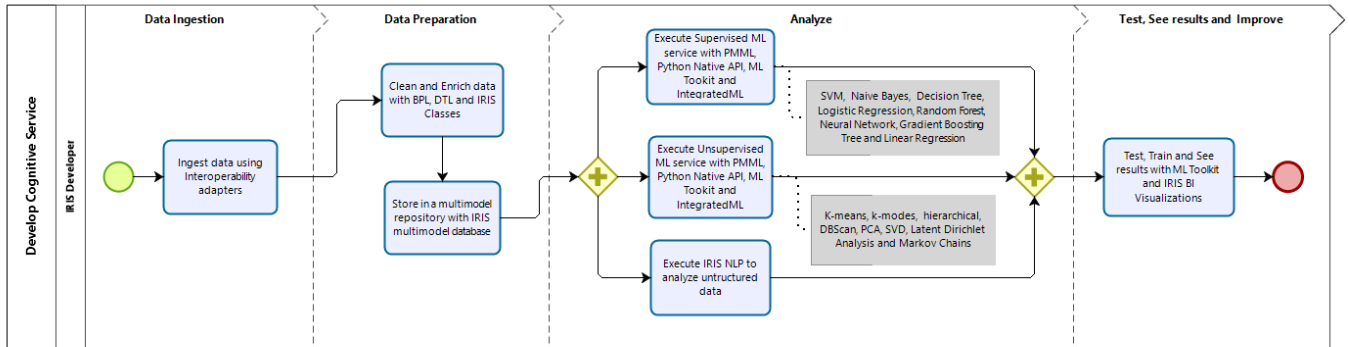 Data Ingestion
Data Preparation
Analyze
Test, See results and Improve
Develop Cognitive Service
IRIS Developer
Ingest data using
Interoperability
adapters
Clean and Enrich data
with BPL, DTL and IRIS
Classes
Store in a multimodel
repository with IRIS
multimodel database
Execute Supervised ML
service with PMML,
Python Native API, ML
Tookit and
IntegratedML
SVM, Naive Bayes, Decision Tree,
Logistic Regression, Random Forest,
Neural Network, Gradient Boosting
Tree and Linear Regression
Execute Unsupervised
ML service with PMML,
Python Native API, ML
Tookit and
IntegratedML
K-means, k-modes, hierarchical,
DBScan, PCA, SVD, Latent Dirichlet
Analysis and Markov Chains
Execute IRIS NLP to
analyze untructured
data
Test, Train and See
results with ML Toolkit
and IRIS BI
Visualizations